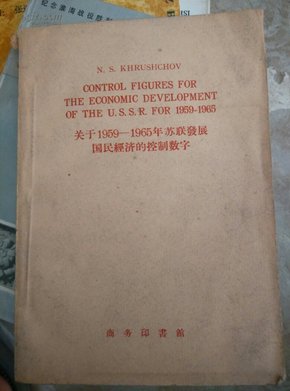 N. S. KHRUSHCHOV
CONTROL FIGURES FOR
THE ECONOMIC DEVELOPMENT
OF THE U.S.S.R. FOR 1959-1965
关于1959—1965年苏联發展
国民經济的控制数字
商务印書館